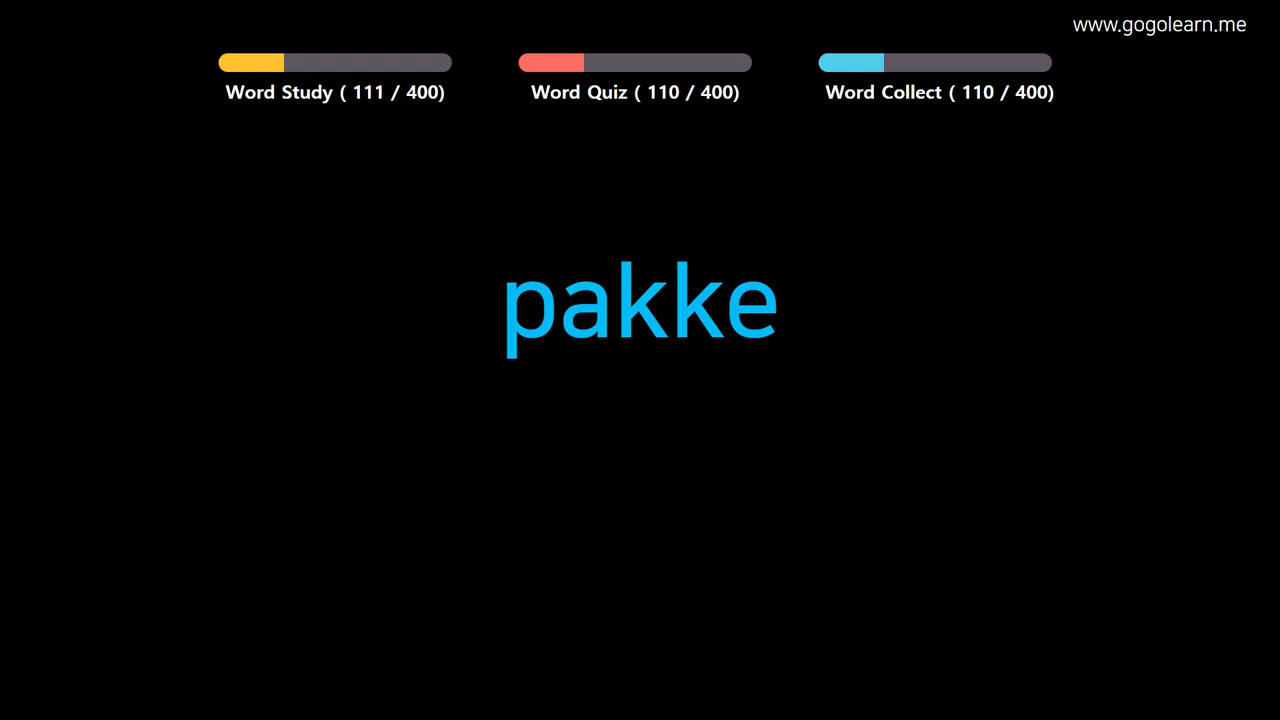 www.gogolearn.me
Word Study ( 111 / 400)
Word Quiz ( 110 / 400)
Word Collect ( 110 / 400)
pakke